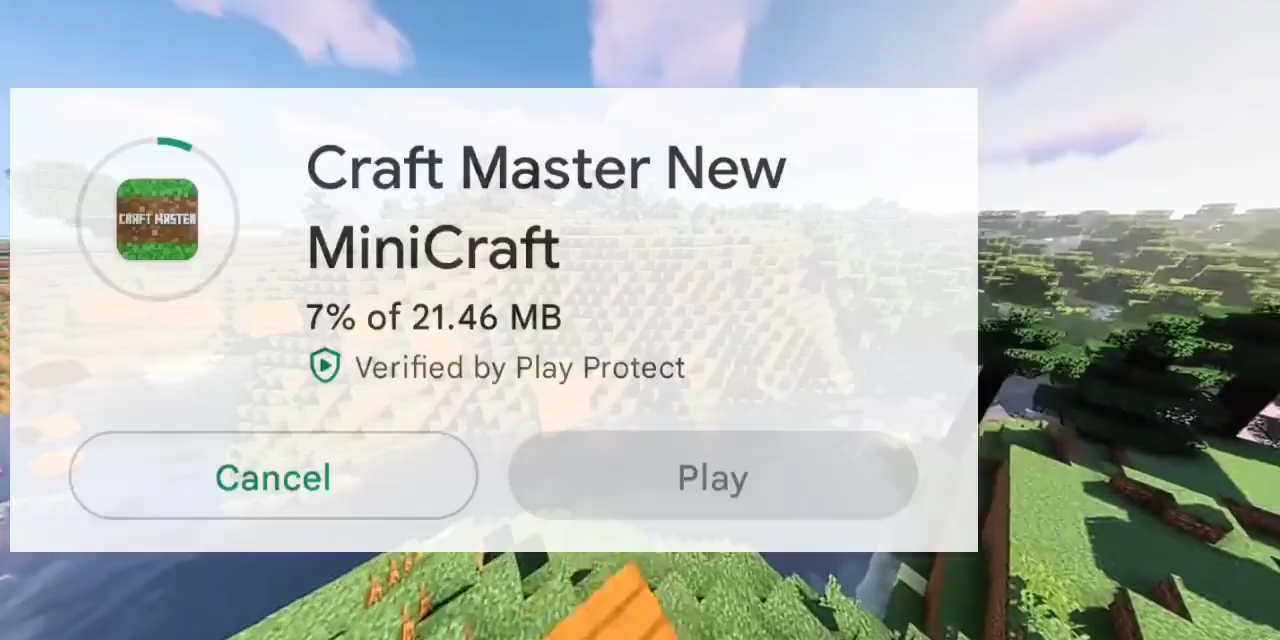 Craft Master New
MiniCraft
CRAFT MASTER
7% of 21.46 MB
Verified by Play Protect
Cancel
Play